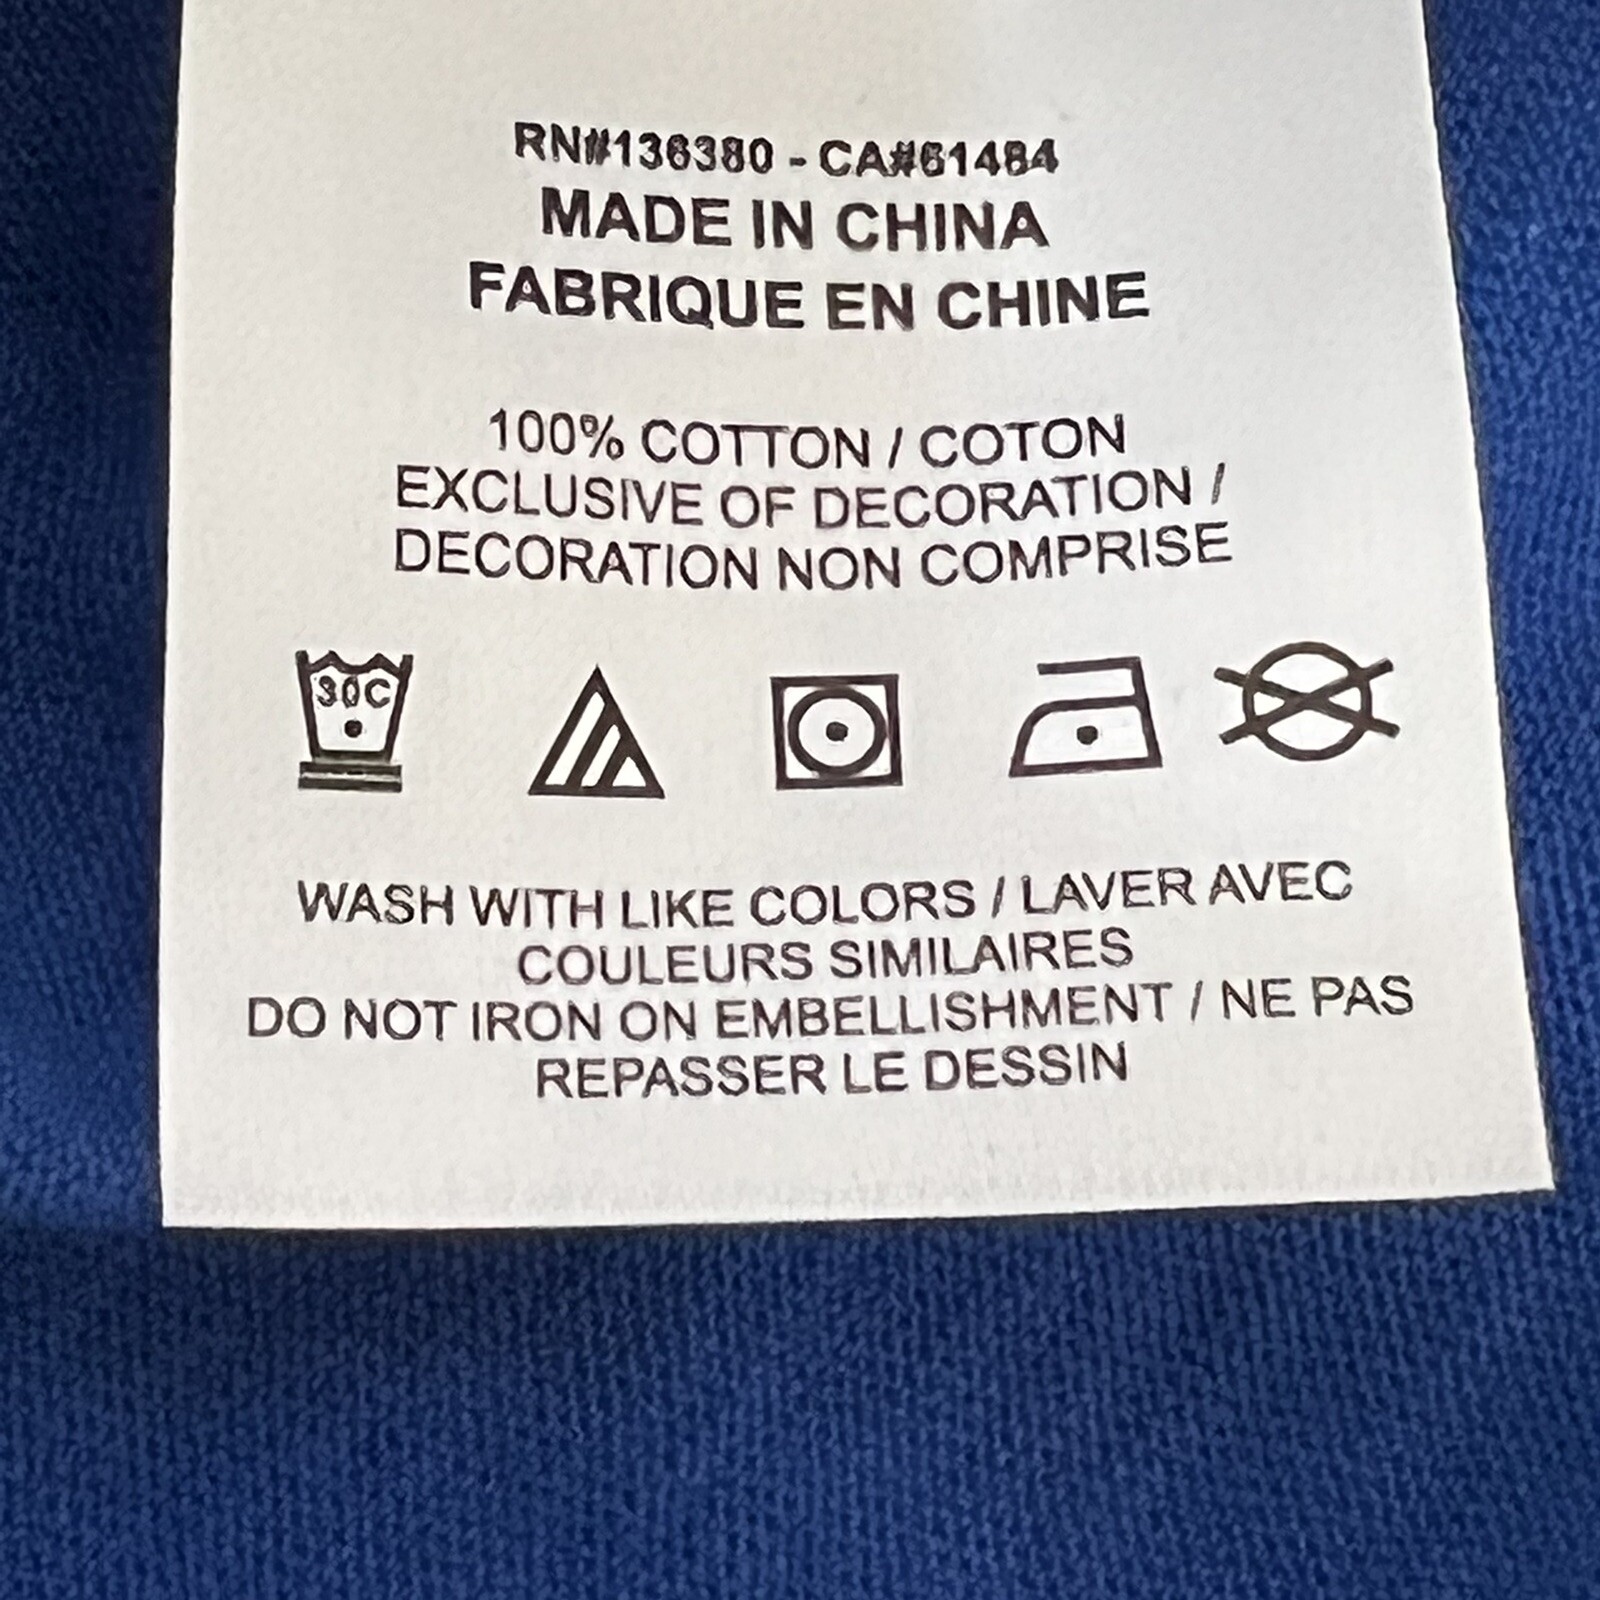 RN#136380 - CA#61484
MADE IN CHINA
FABRIQUE EN CHINE
100% COTTON / COTON
EXCLUSIVE OF DECORATION /
DECORATION NON COMPRISE
30C
WASH WITH LIKE COLORS / LAVER AVEC
COULEURS SIMILAIRES
DO NOT IRON ON EMBELLISHMENT / NE PAS
REPASSER LE DESSIN